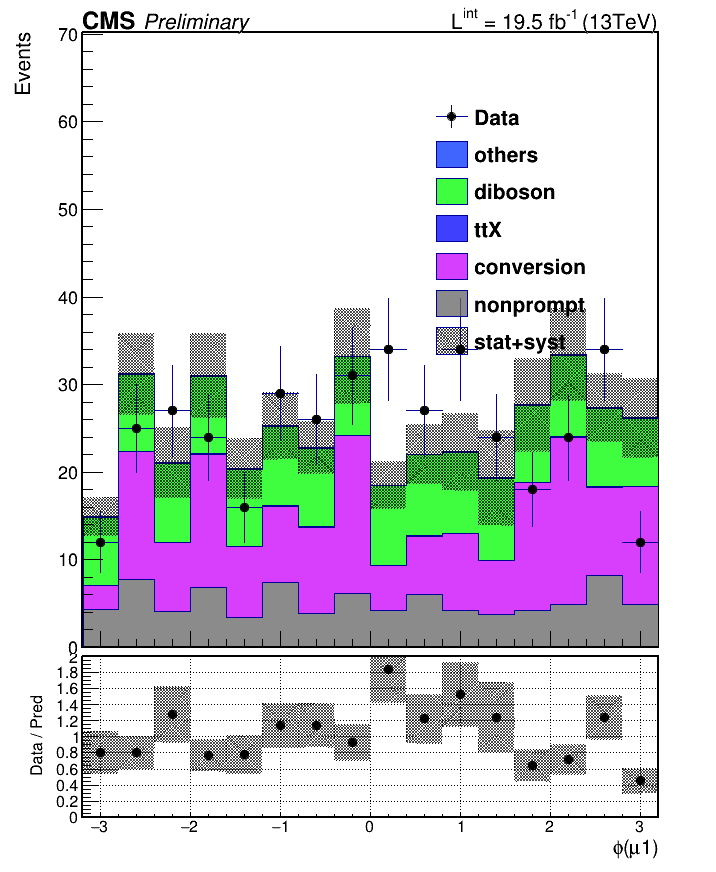 CMS Preliminary L^int = 19.5 fb^-1 (13TeV)
Events
70
60
50
40
30
20
10
0
Data
others
diboson
ttX
conversion
nonprompt
stat+syst
Data / Pred
2
1.8
1.6
1.4
1.2
1
0.8
0.6
0.4
0.2
0
−3 −2 −1 0 1 2 3
ϕ(μ1)